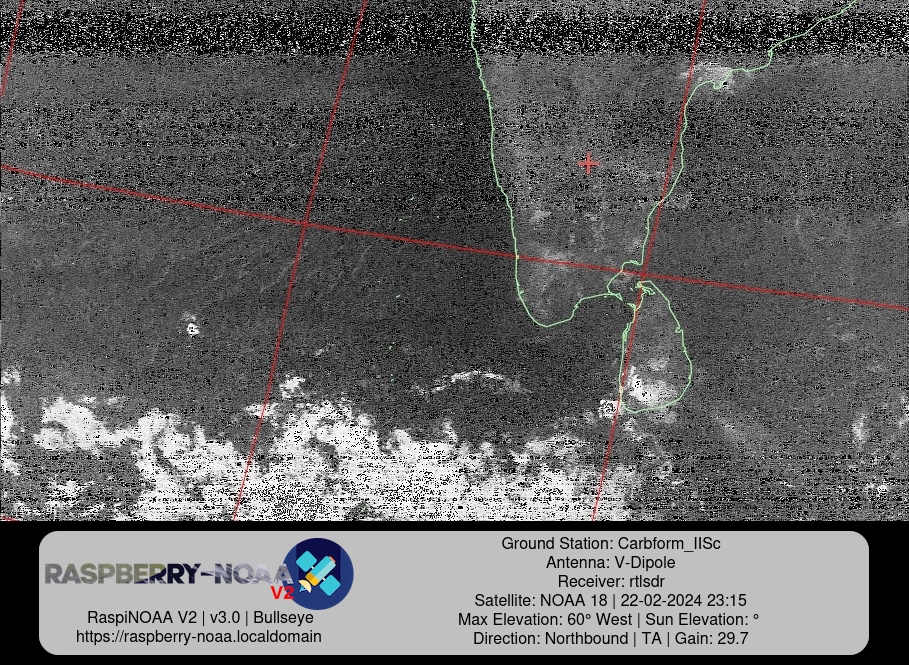 RASPBERRY-NOAA
V2
RaspiNOAA V2 | v3.0 | Bullseye
https://raspberry-noaa.localdomain
Ground Station: Carbform_IISc
Antenna: V-Dipole
Receiver: rtlsdr
Satellite: NOAA 18 | 22-02-2024 23:15
Max Elevation: 60° West | Sun Elevation: °
Direction: Northbound | TA | Gain: 29.7